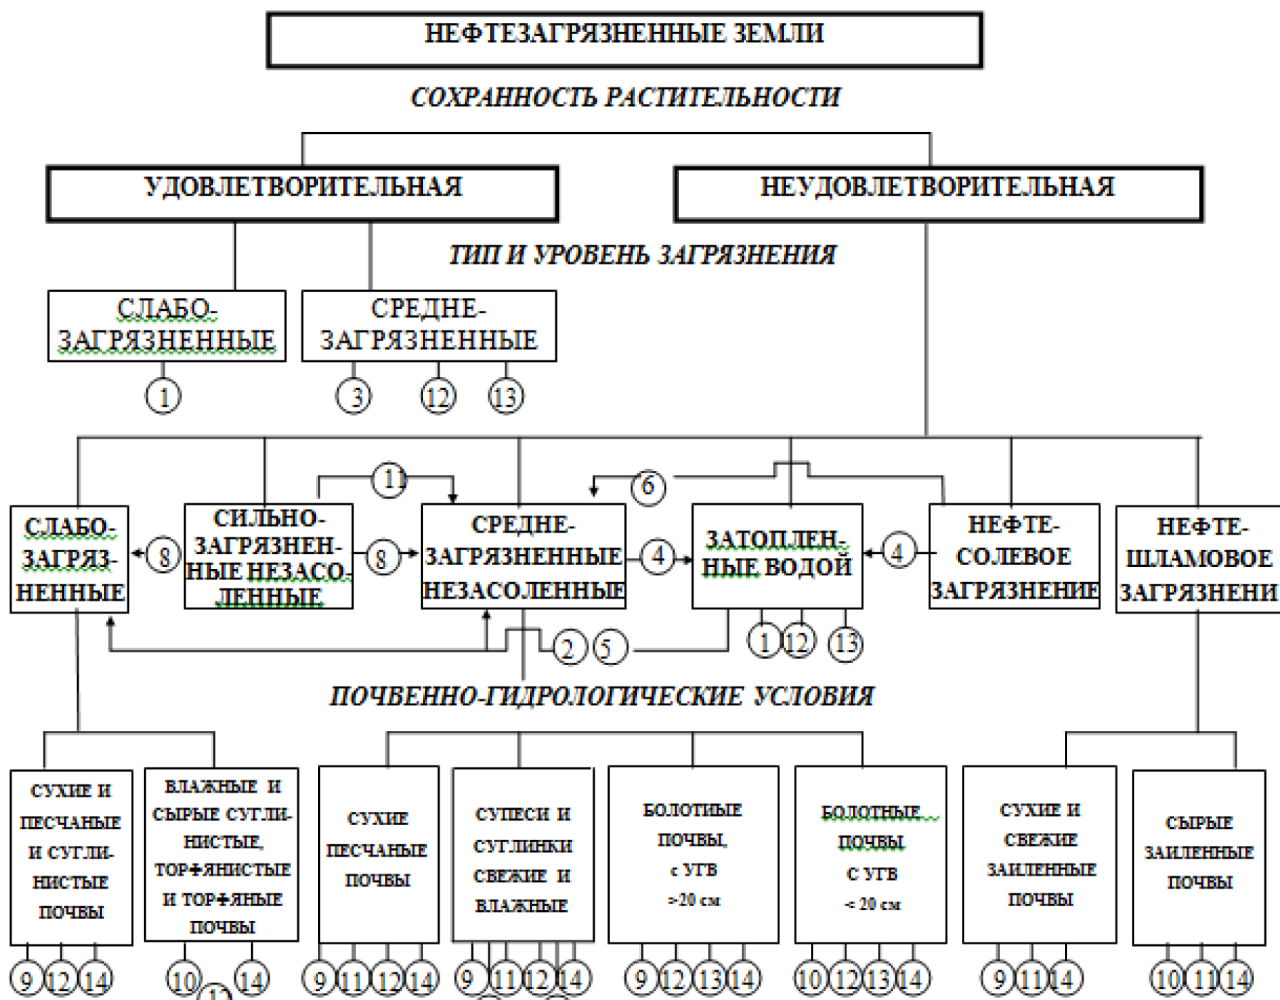 НЕФТЕЗАГРЯЗНЕННЫЕ ЗЕМЛИ
СОХРАННОСТЬ РАСТИТЕЛЬНОСТИ
УДОВЛЕТВОРИТЕЛЬНАЯ
НЕУДОВЛЕТВОРИТЕЛЬНАЯ
ТИП И УРОВЕНЬ ЗАГРЯЗНЕНИЯ
СЛАБО-
ЗАГРЯЗНЕННЫЕ
СРЕДНЕ-
ЗАГРЯЗНЕННЫЕ
1
3
12
13
11
6
СЛАБО-
ЗАГРЯЗ-
НЕННЫЕ
8
СИЛЬНО-
ЗАГРЯЗНЕН-
НЫЕ НЕЗАСО-
ЛЕННЫЕ
8
СРЕДНЕ-
ЗАГРЯЗНЕННЫЕ
НЕЗАСОЛЕННЫЕ
4
ЗАТОПЛЕН-
НЫЕ ВОДОЙ
4
НЕФТЕ-
СОЛЕВОЕ
ЗАГРЯЗНЕНИЕ
НЕФТЕ-
ШЛАМОВОЕ
ЗАГРЯЗНЕНИ
2
5
1
12
13
ПОЧВЕННО-ГИДРОЛОГИЧЕСКИЕ УСЛОВИЯ
СУХИЕ И
ПЕСЧАНЫЕ
И СУГЛИ-
НИСТЫЕ
ПОЧВЫ
ВЛАЖНЫЕ И
СЫРЫЕ СУГЛИ-
НИСТЫЕ,
ТОРФЯНИСТЫЕ
И ТОРФЯНЫЕ
ПОЧВЫ
СУХИЕ
ПЕСЧАНЫЕ
ПОЧВЫ
СУПЕСИ И
СУГЛИНКИ
СВЕЖИЕ И
ВЛАЖНЫЕ
БОЛОТНЫЕ
ПОЧВЫ,
с УГВ
>20 см
БОЛОТНЫЕ
ПОЧВЫ
С УГВ
< 20 см
СУХИЕ И
СВЕЖИЕ
ЗАИЛЕННЫЕ
ПОЧВЫ
СЫРЫЕ
ЗАИЛЕННЫЕ
ПОЧВЫ
9 12 14
10 14
12
9 11 12 14
9 11 12 14
9 12 13 14
10 12 13 14
9 11 14
10 11 14